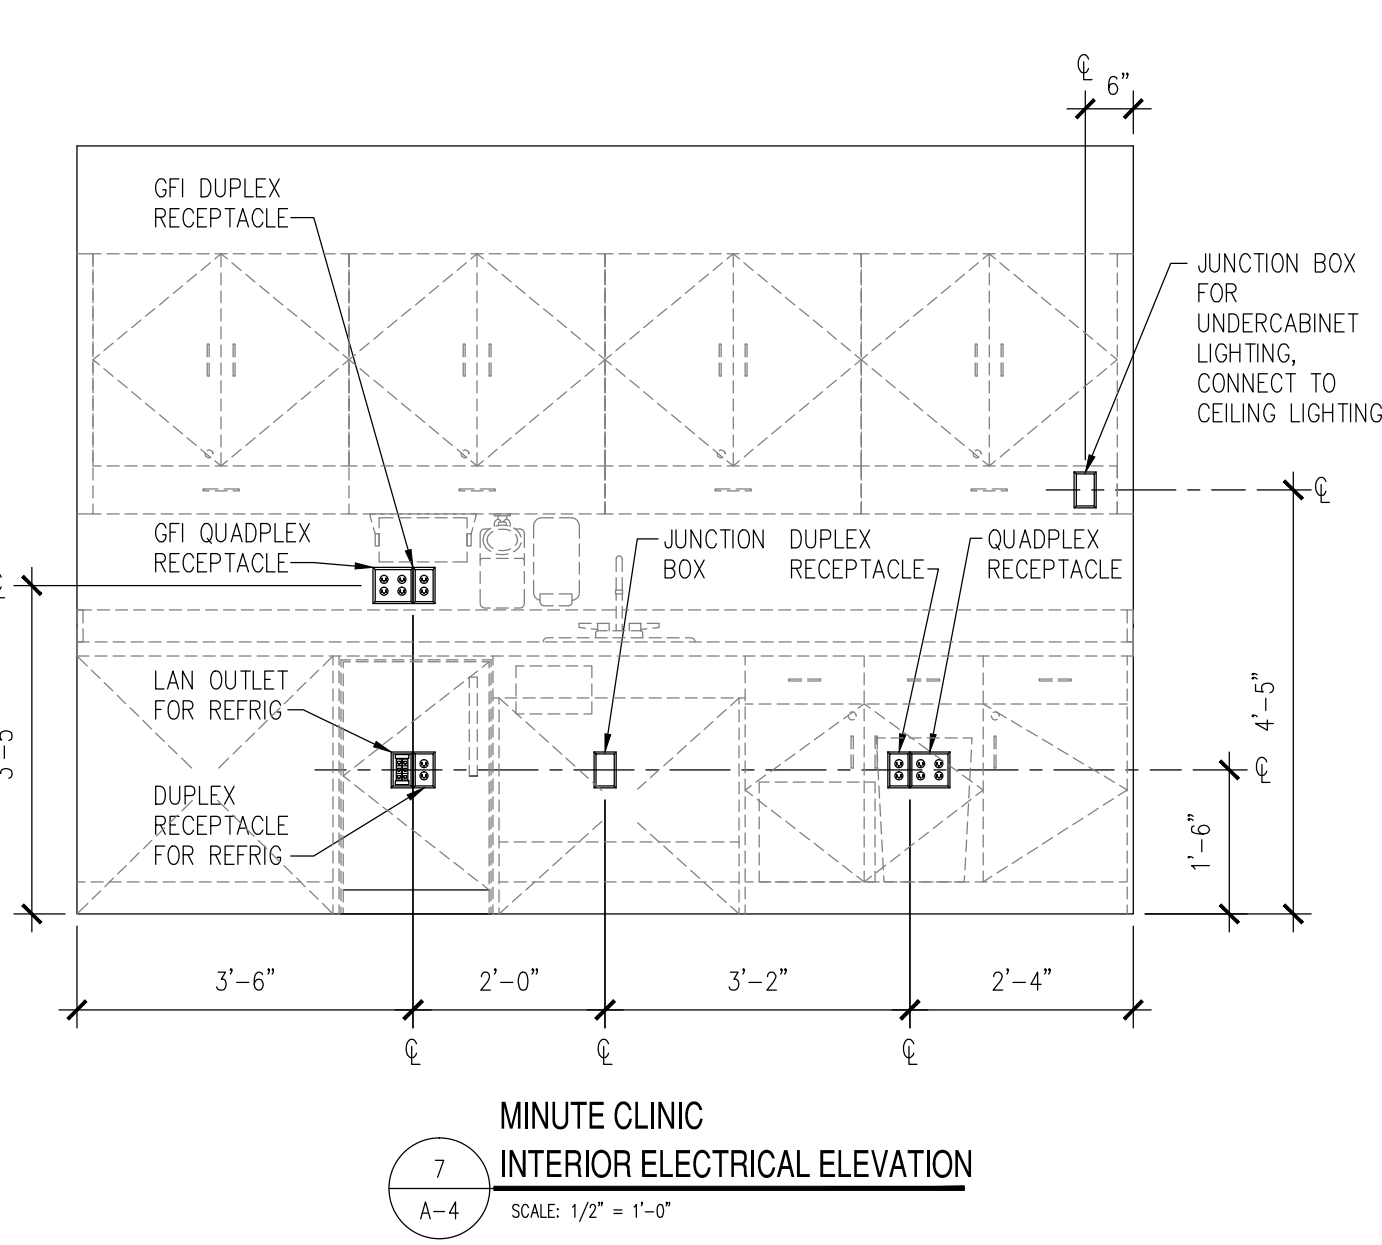 ℄
6"
GFI DUPLEX
RECEPTACLE
JUNCTION BOX
FOR
UNDERCABINET
LIGHTING,
CONNECT TO
CEILING LIGHTING
℄
GFI QUADPLEX
RECEPTACLE
JUNCTION
BOX
DUPLEX
RECEPTACLE
QUADPLEX
RECEPTACLE
LAN OUTLET
FOR REFRIG
4'-5"
℄
DUPLEX
RECEPTACLE
FOR REFRIG
1'-6"
3'-6"
2'-0"
3'-2"
2'-4"
℄
℄
℄
MINUTE CLINIC
7
INTERIOR ELECTRICAL ELEVATION
A-4
SCALE: 1/2" = 1'-0"